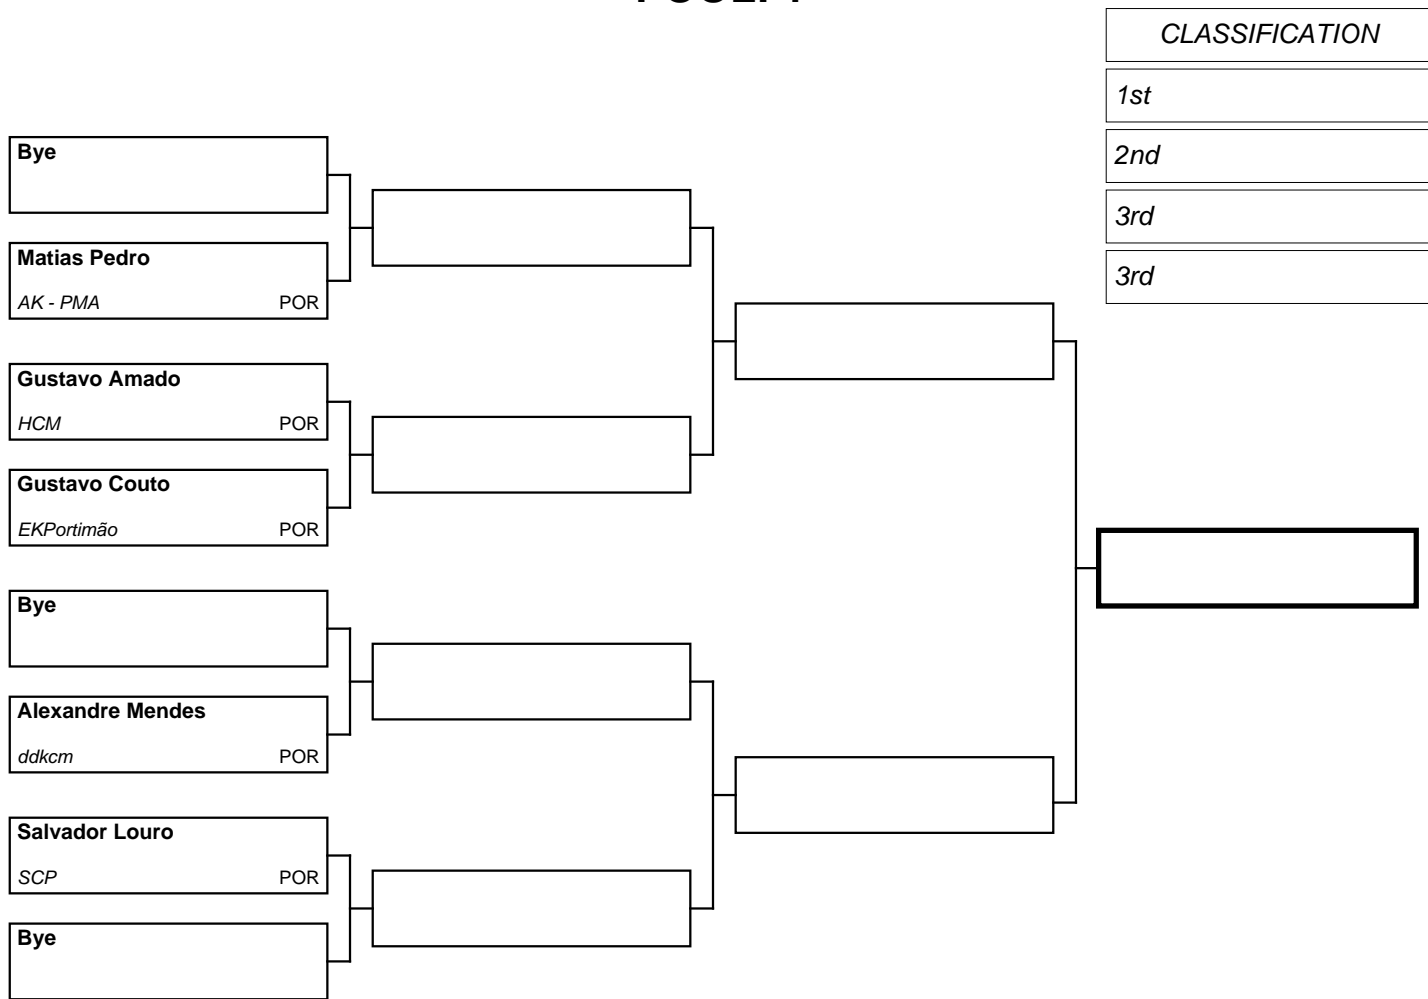 CLASSIFICATION
1st
2nd
3rd
3rd
Bye
Matias Pedro
AK - PMA POR
Gustavo Amado
HCM POR
Gustavo Couto
EKPortimão POR
Bye
Alexandre Mendes
ddkcm POR
Salvador Louro
SCP POR
Bye